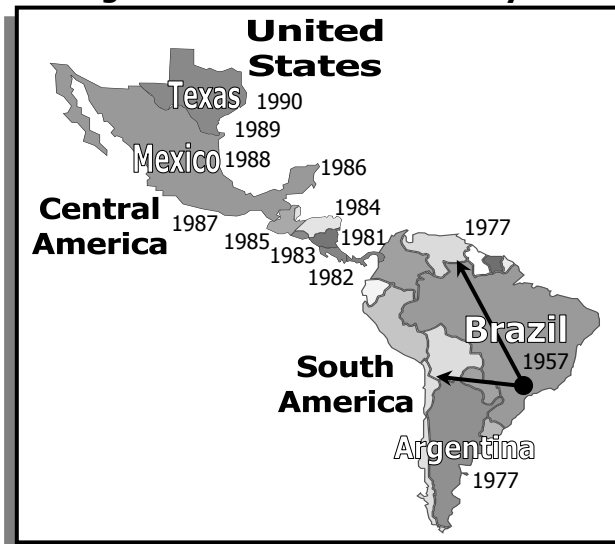 United
States
Texas 1990
1989
Mexico 1988
1986
Central
America
1987
1984
1985
1983
1981
1982
1977
Brazil
1957
South
America
Argentina
1977